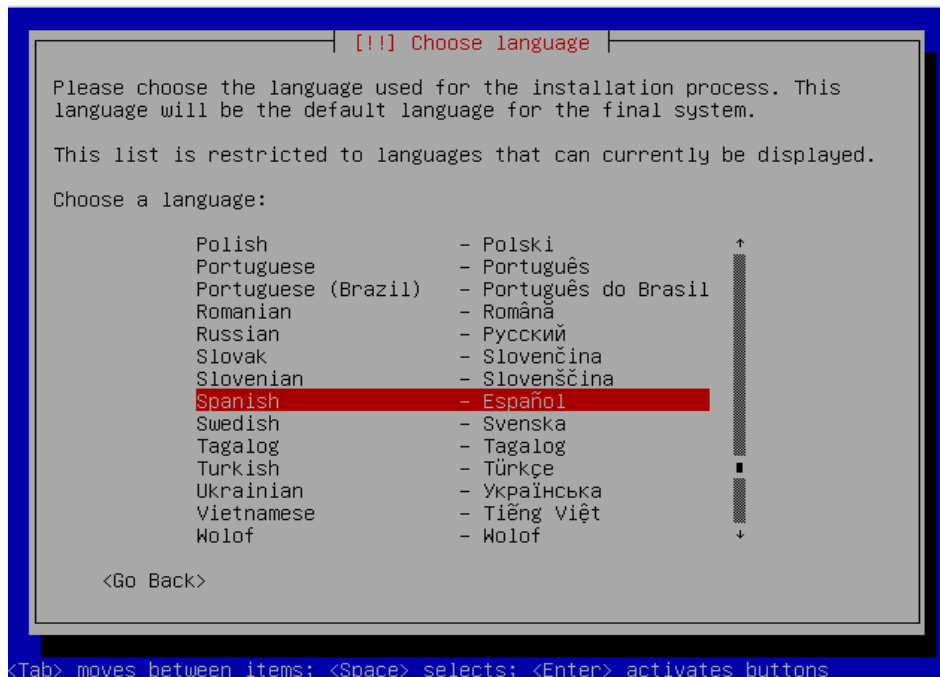 [!!] Choose language
Please choose the language used for the installation process. This
language will be the default language for the final system.
This list is restricted to languages that can currently be displayed.
Choose a language:
Polish - Polski
Portuguese - Português
Portuguese (Brazil) - Português do Brasil
Romanian - Română
Russian - Русский
Slovak - Slovenčina
Slovenian - Slovenščina
Spanish - Español
Swedish - Svenska
Tagalog - Tagalog
Turkish - Türkçe
Ukrainian - Українська
Vietnamese - Tiếng Việt
Wolof - Wolof
<Go Back>
<Tab> moves between items; <Space> selects; <Enter> activates buttons